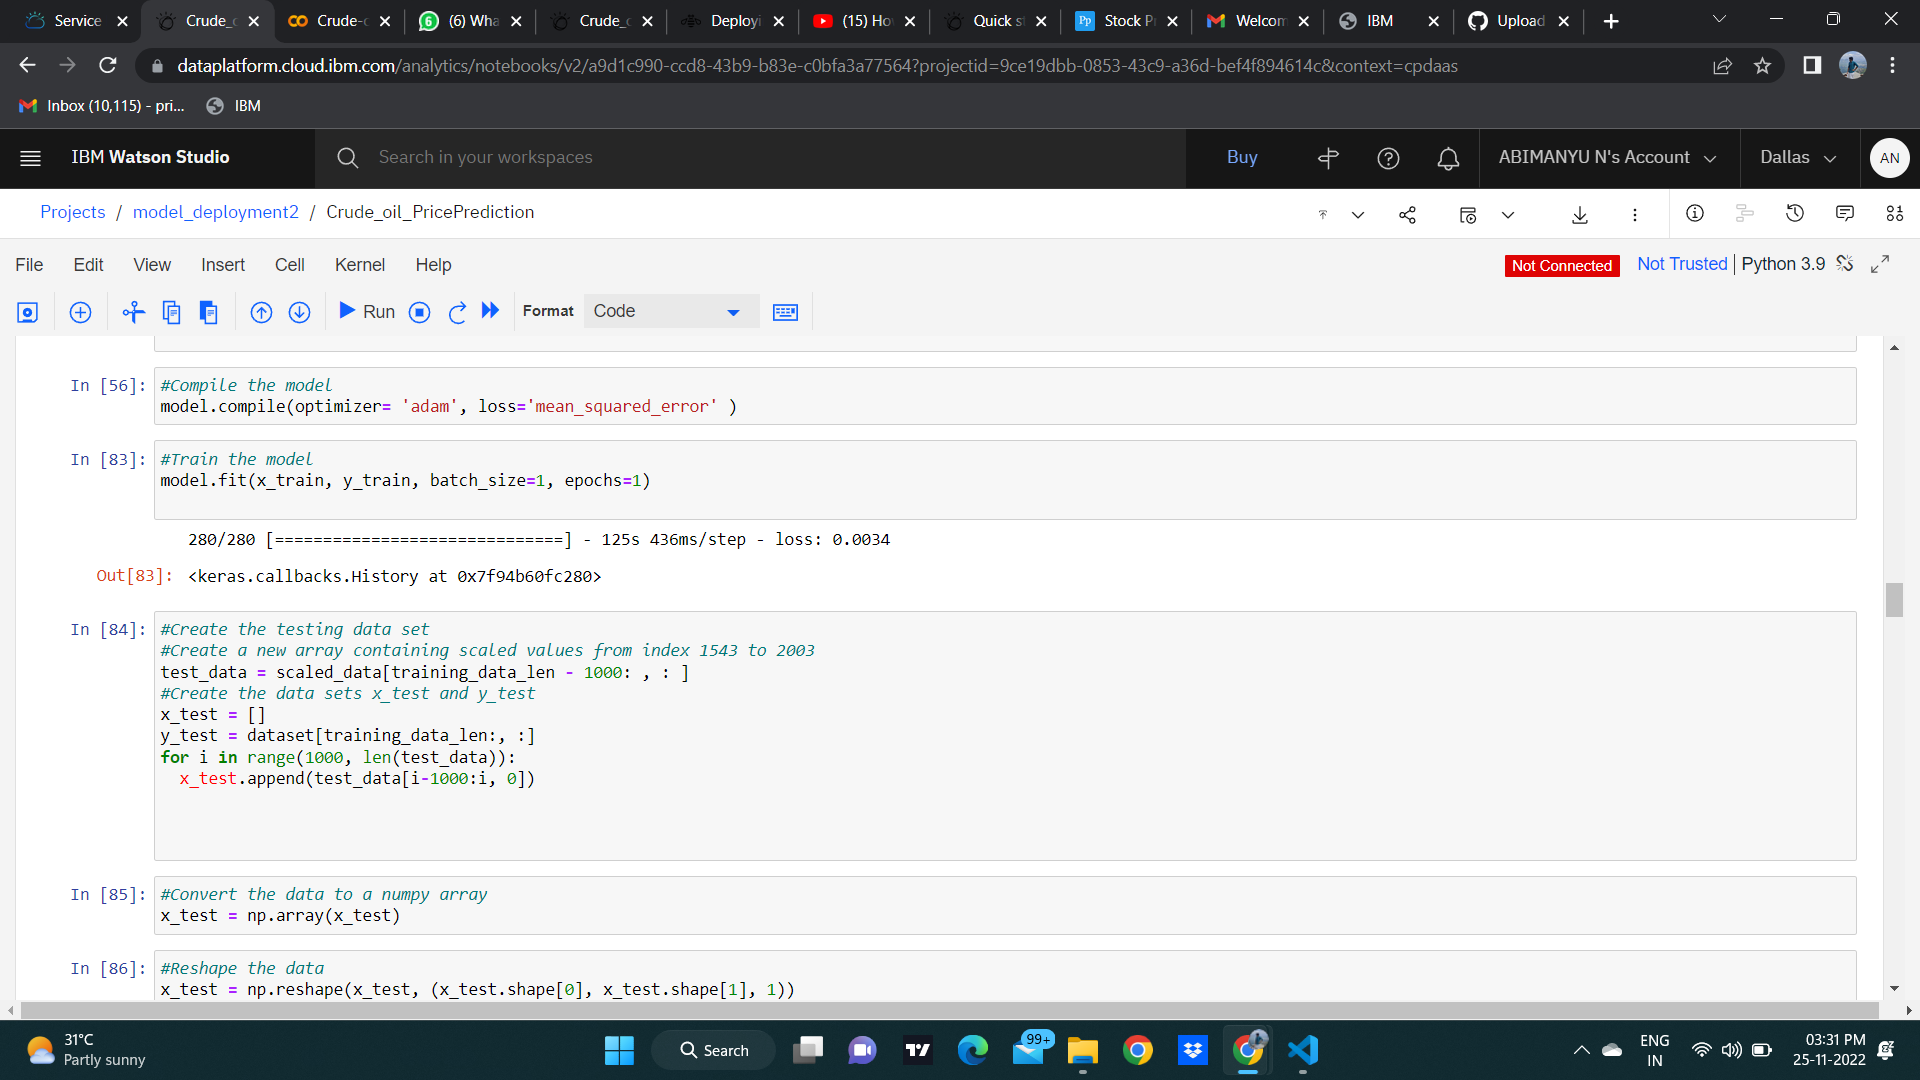 Service
Crude_o
Crude-o
(6) Wha
Crude_o
Deployi
(15) Ho
Quick st
Stock Pr
Welcom
IBM
Upload
dataplatform.cloud.ibm.com/analytics/notebooks/v2/a9d1c990-ccd8-43b9-b83e-c0bfa3a77564?projectid=9ce19dbb-0853-43c9-a36d-bef4f894614c&context=cpdaas
Inbox (10,115) - pri... IBM
IBM Watson Studio
Search in your workspaces
Buy
ABIMANYU N's Account
Dallas
AN
Projects / model_deployment2 / Crude_oil_PricePrediction
File Edit View Insert Cell Kernel Help
Not Connected Not Trusted Python 3.9
Run Format Code
In [56]: #Compile the model
model.compile(optimizer= 'adam', loss='mean_squared_error' )
In [83]: #Train the model
model.fit(x_train, y_train, batch_size=1, epochs=1)
280/280 [==============================] - 125s 436ms/step - loss: 0.0034
Out[83]: <keras.callbacks.History at 0x7f94b60fc280>
In [84]: #Create the testing data set
#Create a new array containing scaled values from index 1543 to 2003
test_data = scaled_data[training_data_len - 1000: , : ]
#Create the data sets x_test and y_test
x_test = []
y_test = dataset[training_data_len:, :]
for i in range(1000, len(test_data)):
  x_test.append(test_data[i-1000:i, 0])
In [85]: #Convert the data to a numpy array
x_test = np.array(x_test)
In [86]: #Reshape the data
x_test = np.reshape(x_test, (x_test.shape[0], x_test.shape[1], 1))
31°C
Partly sunny
Search
99+
ENG
IN
03:31 PM
25-11-2022